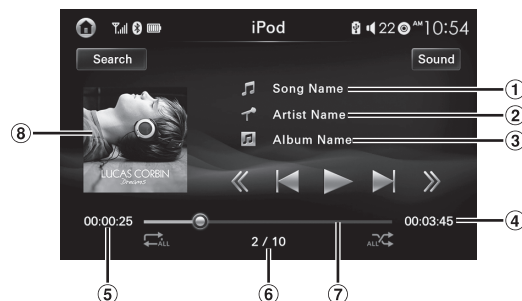 iPod
22 AM 10:54
Search
Sound
Song Name
1
Artist Name
2
Album Name
3
8
LUCAS CORBIN
Dreams
00:00:25
00:03:45
4
ALL
2 / 10
ALL
5
6
7